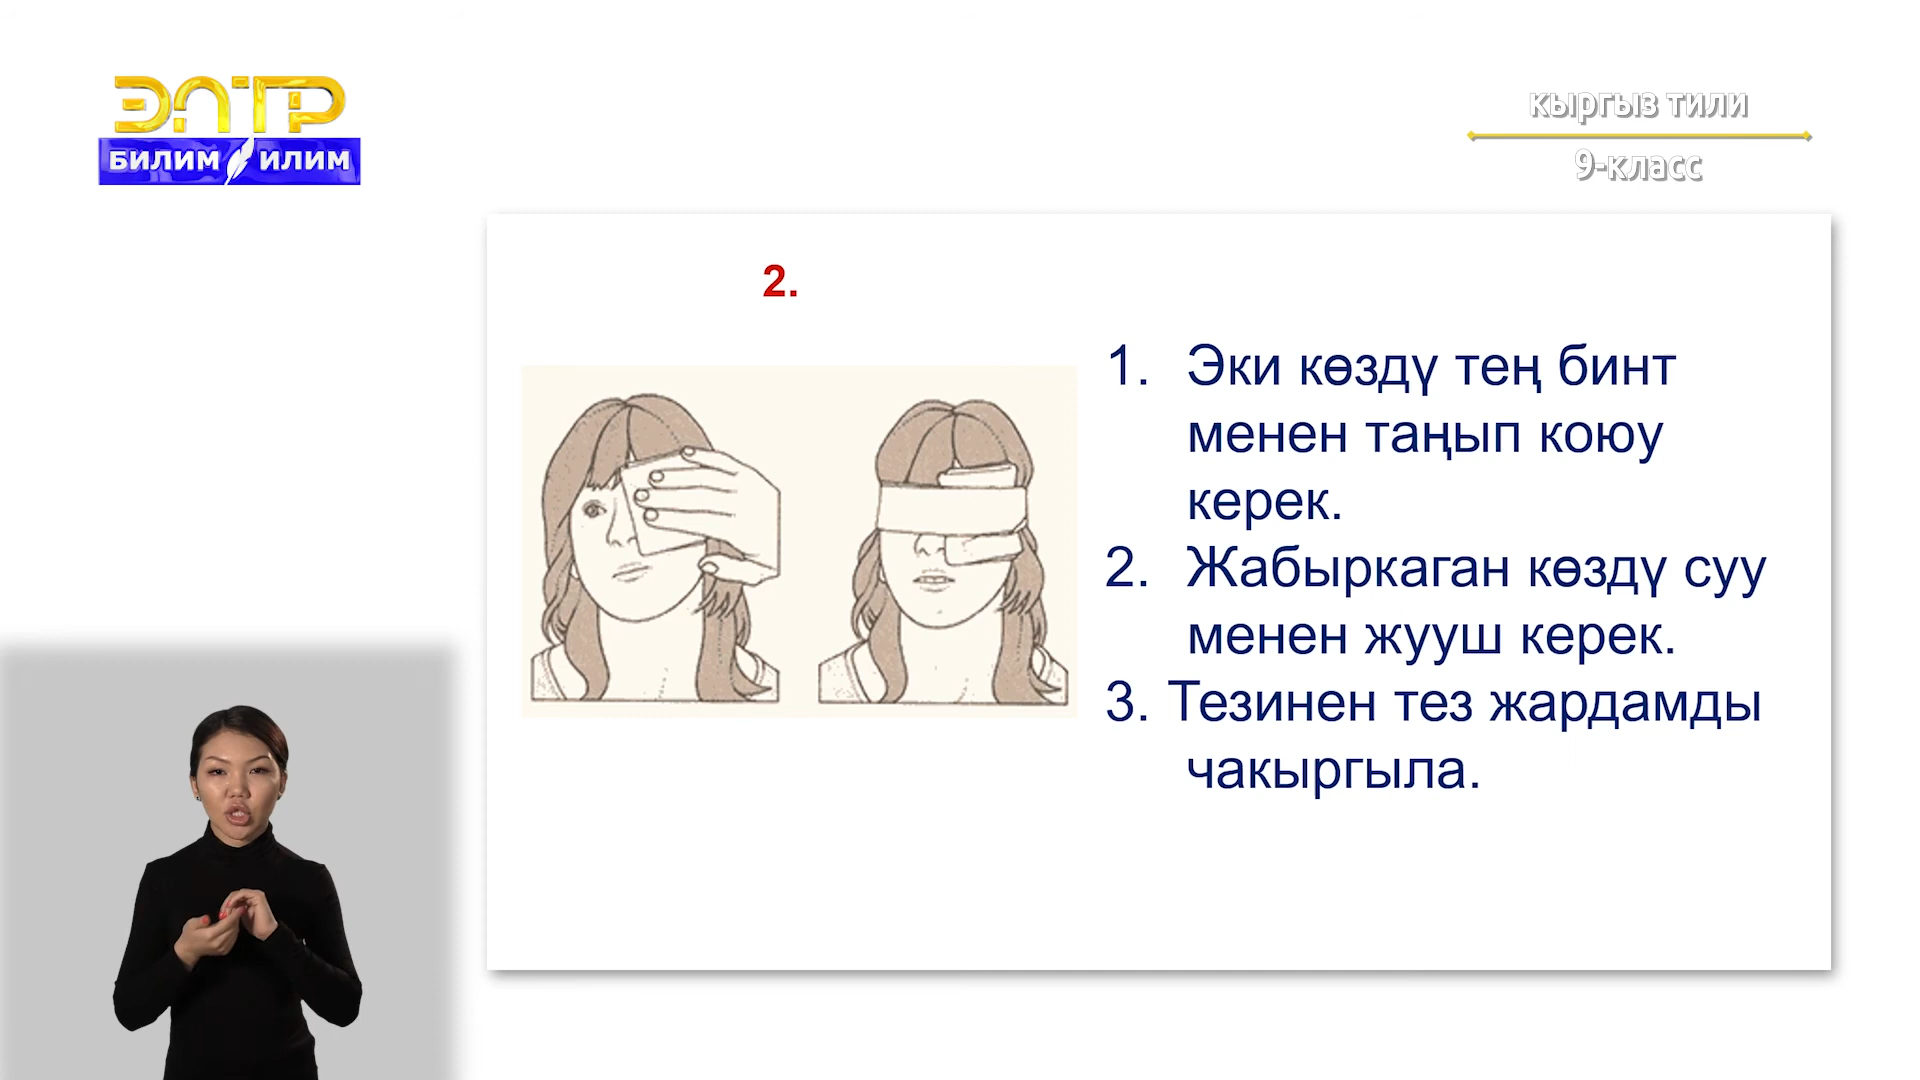 ЭЛТР
БИЛИМ ИЛИМ
кыргыз тили
9-класс
2.
1. Эки көздү тең бинт
менен таңып коюу
керек.
2. Жабыркаган көздү суу
менен жууш керек.
3. Тезинен тез жардамды
чакыргыла.